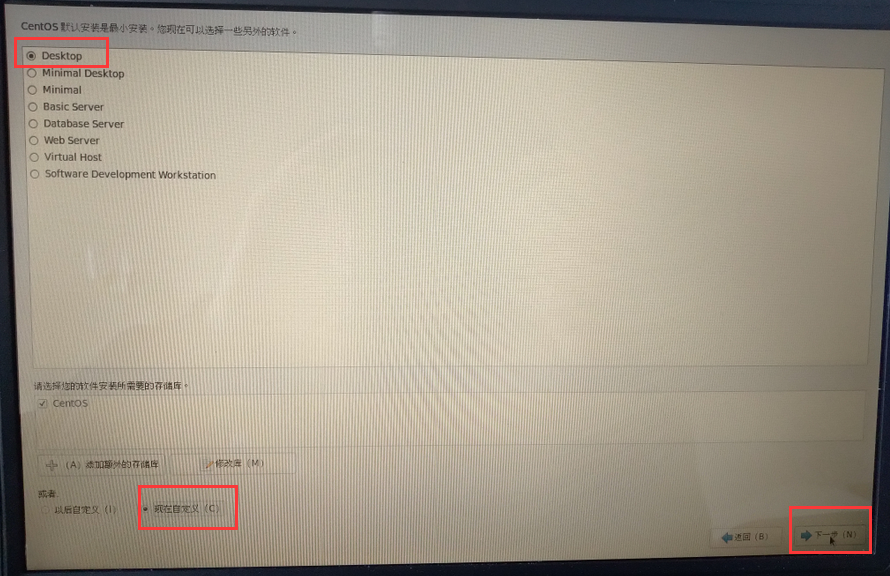 CentOS 默认安装是最小安装。您现在可以选择一些另外的软件。
Desktop
Minimal Desktop
Minimal
Basic Server
Database Server
Web Server
Virtual Host
Software Development Workstation
请选择您的软件安装所需要的存储库。
CentOS
(A) 添加额外的存储库 修改库 (M)
或者
以后自定义 (l) 现在自定义 (C)
返回 (B) 下一步 (N)